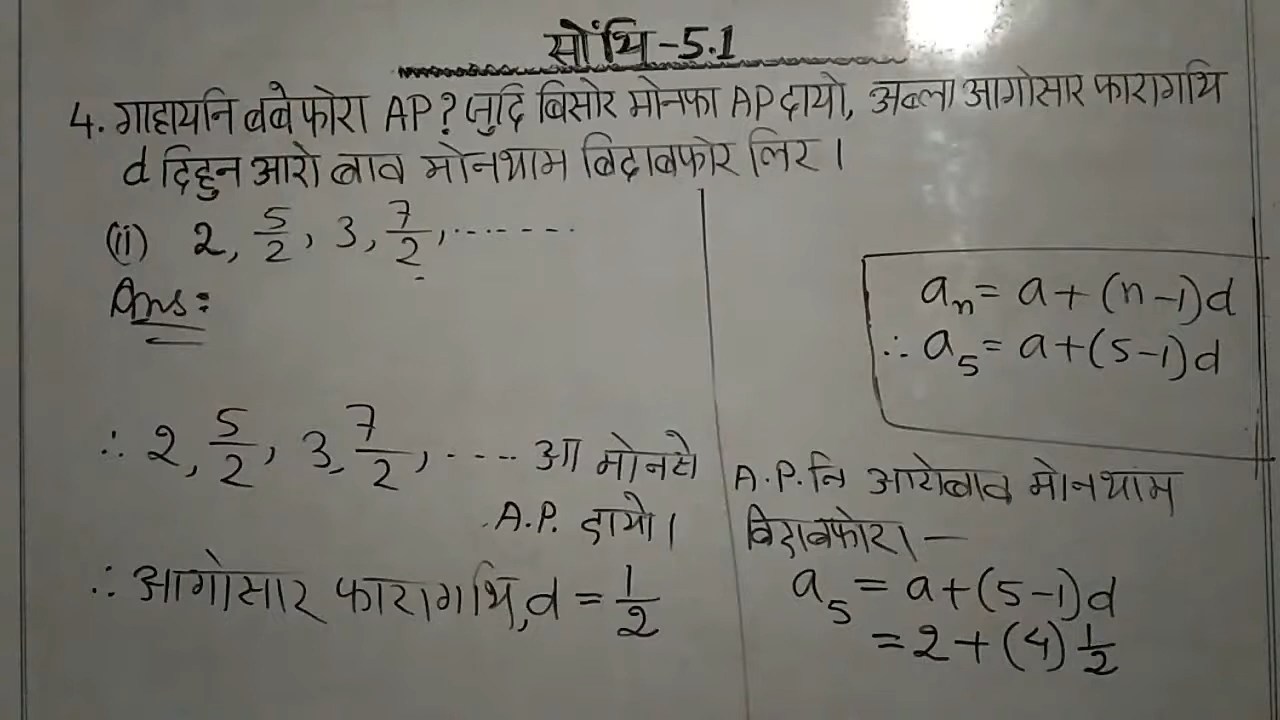 सोंथि-5.1
4. गाहायनि बबेफोरा AP? जुदि बिसोर मोनफा AP दायो, अब्ला आगोसार फारागथि
d दिहुन आरो बाव मोनथाम बिदाबफोर लिर।
(ii) 2, 5/2, 3, 7/2, .......
Ans:
∴ 2, 5/2, 3, 7/2, .... आ मोनसे
A.P. दायो।
∴ आगोसार फारागथि, d = 1/2
aₙ = a + (n-1)d
∴ a₅ = a+(5-1)d
A.P. नि आरोबाव मोनथाम
बिदाबफोर। —
a₅ = a+(5-1)d
= 2+(4) 1/2